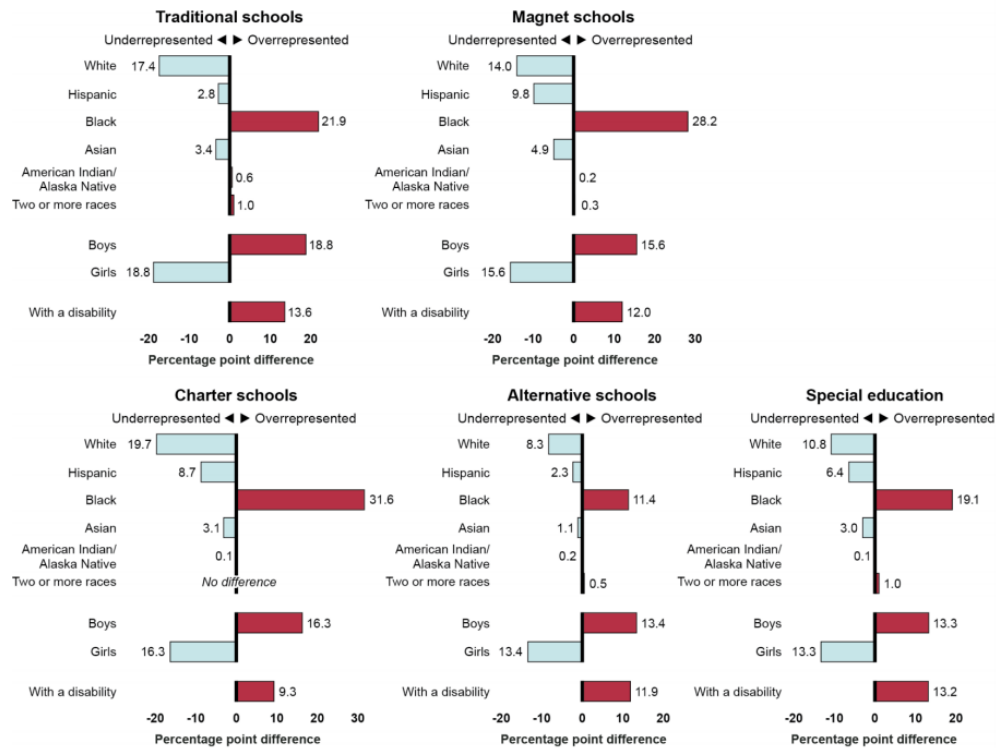 Traditional schools
Underrepresented ◄ ► Overrepresented
White 17.4
Hispanic 2.8
Black 21.9
Asian 3.4
American Indian/
Alaska Native 0.6
Two or more races 1.0
Boys 18.8
Girls 18.8
With a disability 13.6
-20 -10 0 10 20
Percentage point difference
Magnet schools
Underrepresented ◄ ► Overrepresented
White 14.0
Hispanic 9.8
Black 28.2
Asian 4.9
American Indian/
Alaska Native 0.2
Two or more races 0.3
Boys 15.6
Girls 15.6
With a disability 12.0
-20 -10 0 10 20 30
Percentage point difference
Charter schools
Underrepresented ◄ ► Overrepresented
White 19.7
Hispanic 8.7
Black 31.6
Asian 3.1
American Indian/
Alaska Native 0.1
Two or more races No difference
Boys 16.3
Girls 16.3
With a disability 9.3
-20 -10 0 10 20 30
Percentage point difference
Alternative schools
Underrepresented ◄ ► Overrepresented
White 8.3
Hispanic 2.3
Black 11.4
Asian 1.1
American Indian/
Alaska Native 0.2
Two or more races 0.5
Boys 13.4
Girls 13.4
With a disability 11.9
-20 -10 0 10 20
Percentage point difference
Special education
Underrepresented ◄ ► Overrepresented
White 10.8
Hispanic 6.4
Black 19.1
Asian 3.0
American Indian/
Alaska Native 0.1
Two or more races 1.0
Boys 13.3
Girls 13.3
With a disability 13.2
-20 -10 0 10 20
Percentage point difference